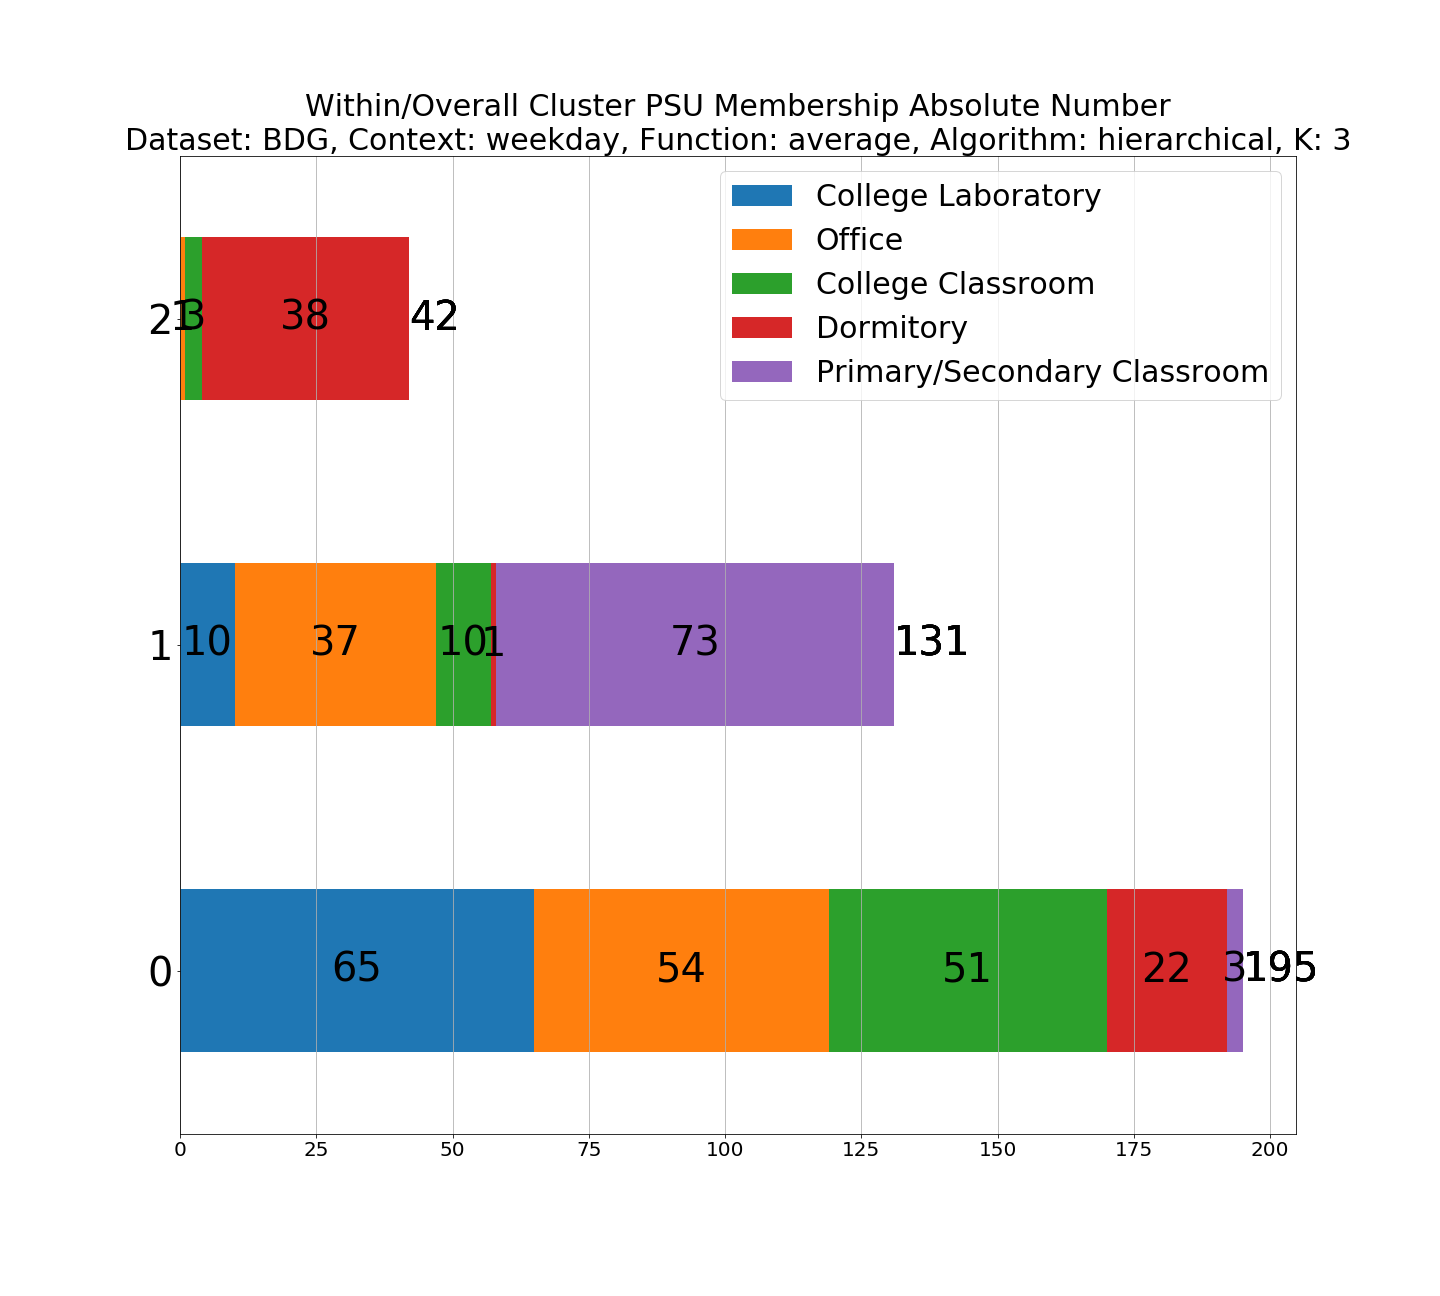 Within/Overall Cluster PSU Membership Absolute Number
Dataset: BDG, Context: weekday, Function: average, Algorithm: hierarchical, K: 3
College Laboratory
Office
College Classroom
Dormitory
Primary/Secondary Classroom
2 1 3 38 42
1 10 37 10 1 73 131
0 65 54 51 22 3 195
0 25 50 75 100 125 150 175 200